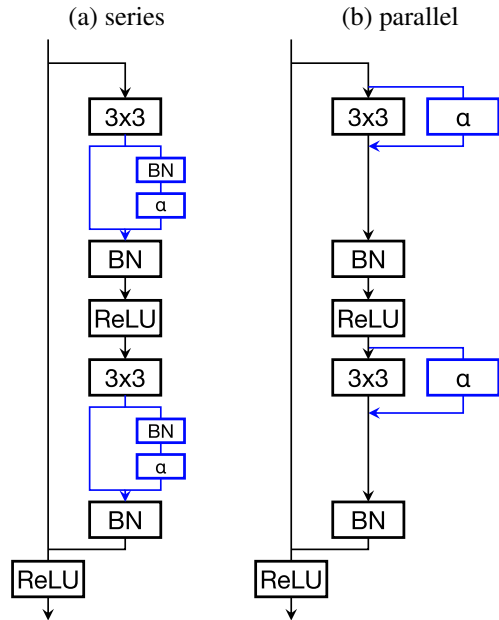 (a) series
3x3
BN
α
BN
ReLU
3x3
BN
α
BN
ReLU
(b) parallel
3x3
α
BN
ReLU
3x3
α
BN
ReLU